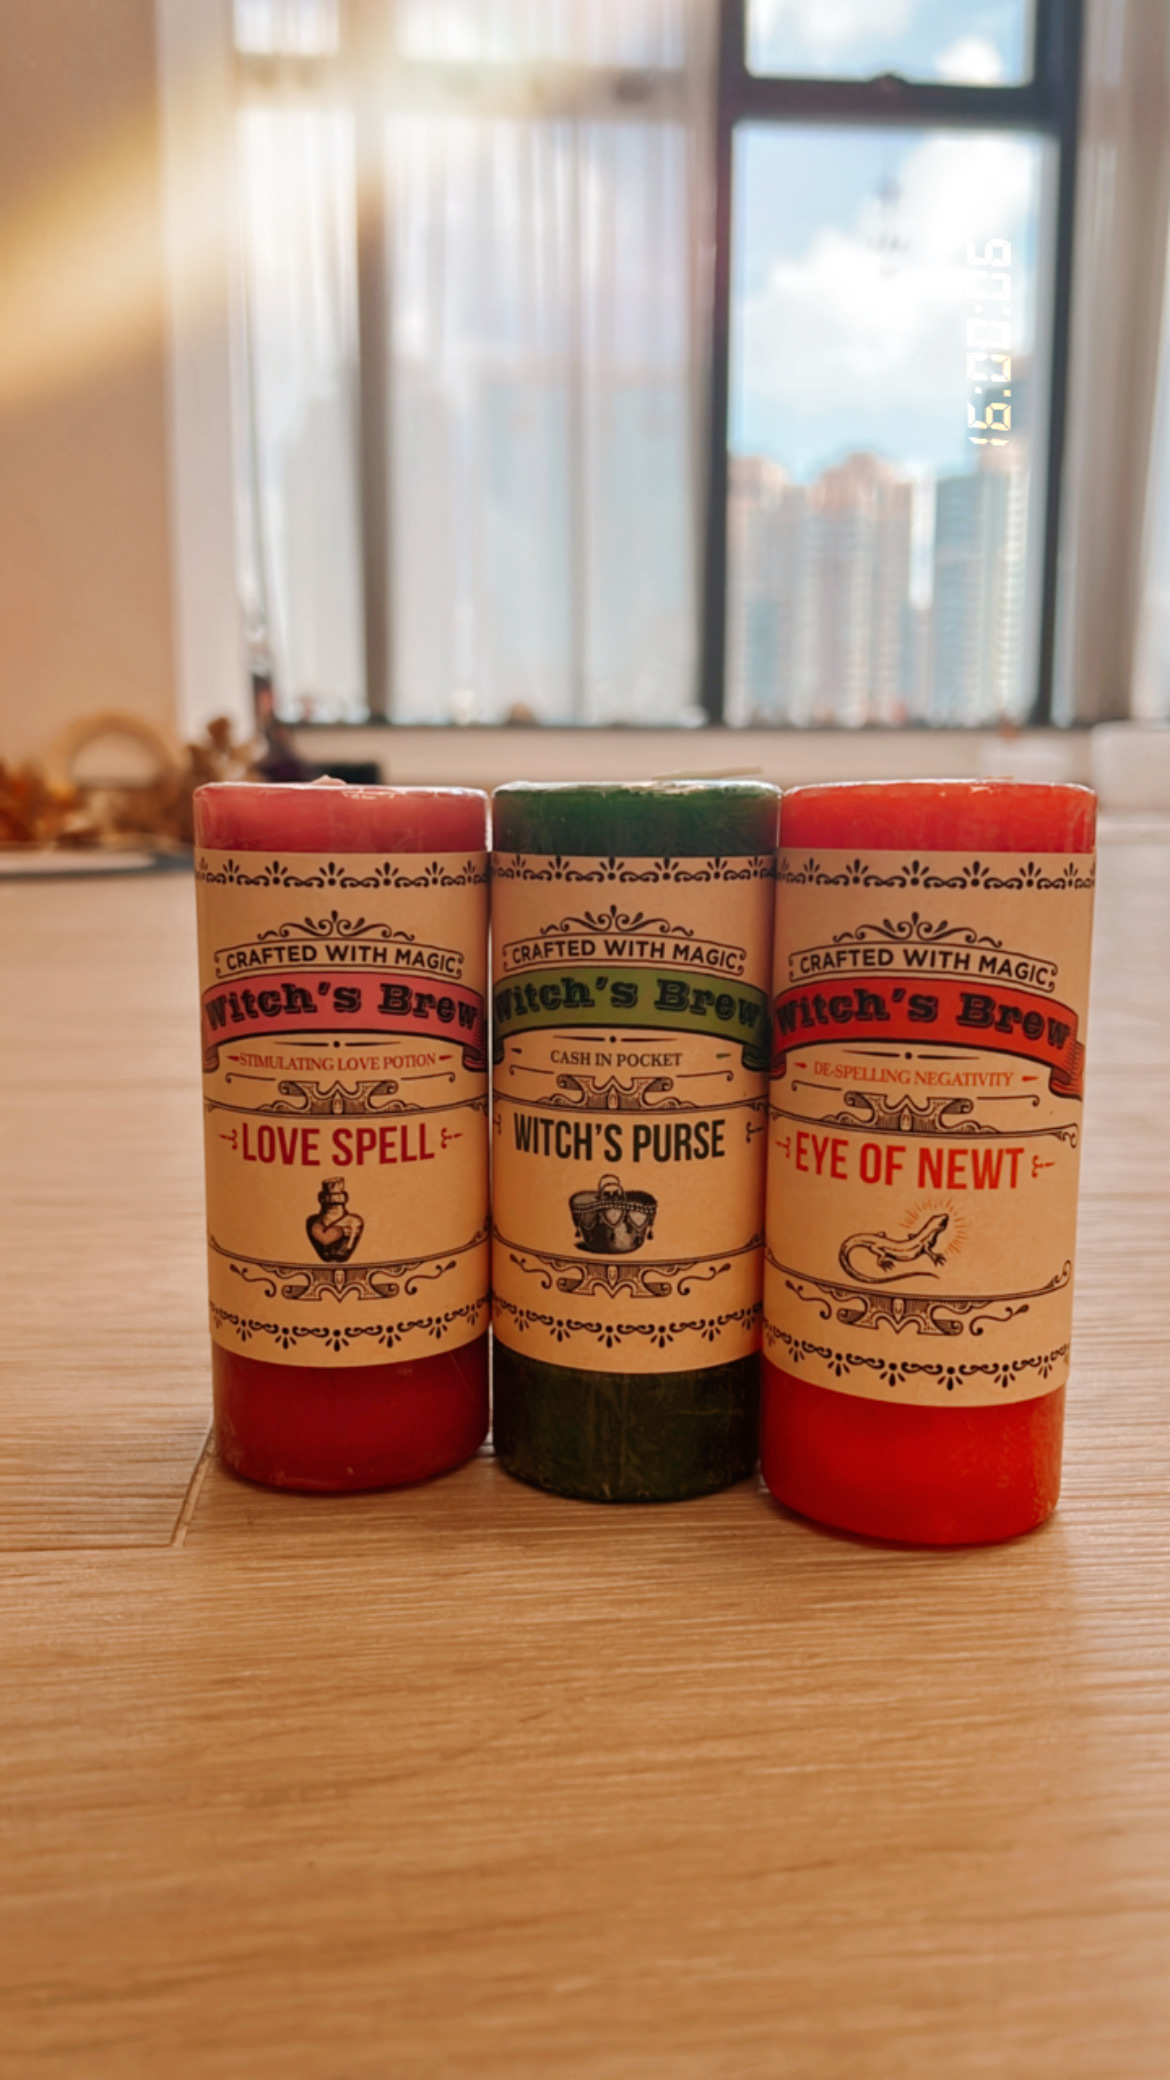 16:00:06
CRAFTED WITH MAGIC
Witch's Brew
STIMULATING LOVE POTION
LOVE SPELL
CRAFTED WITH MAGIC
Witch's Brew
CASH IN POCKET
WITCH'S PURSE
CRAFTED WITH MAGIC
Witch's Brew
DE-SPELLING NEGATIVITY
EYE OF NEWT